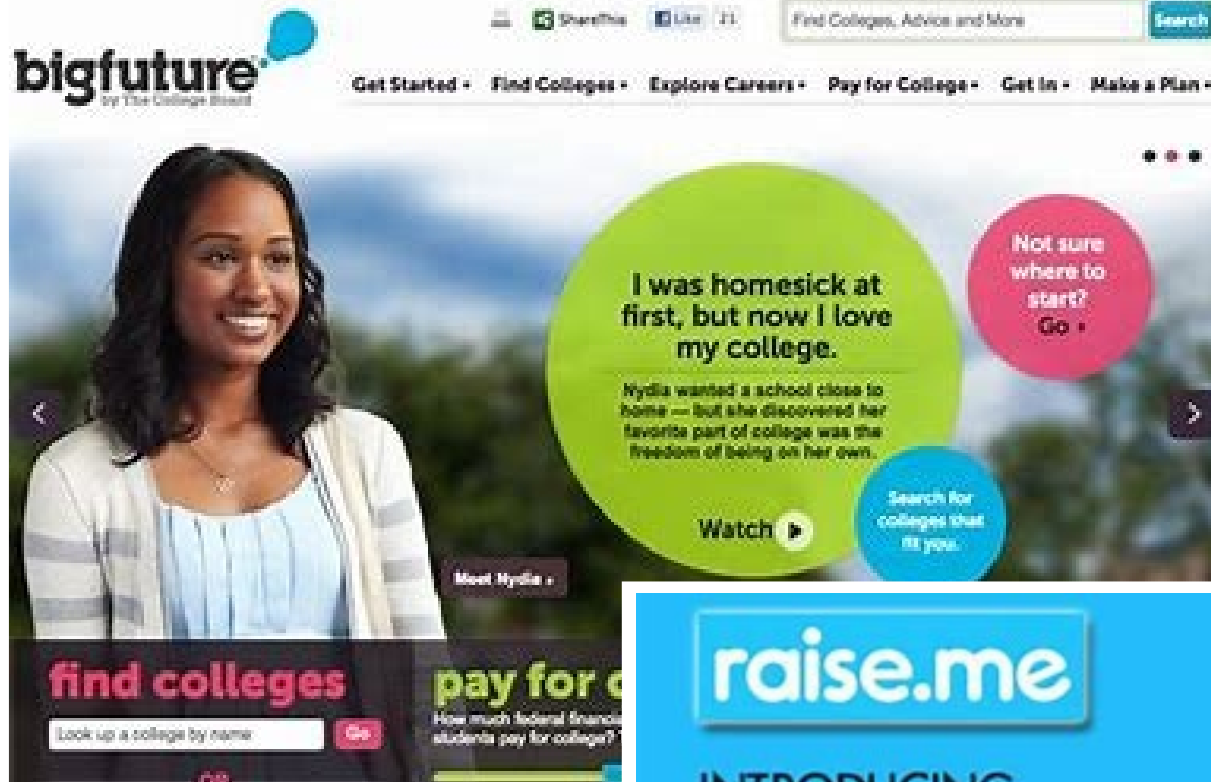 ShareThis Like 21 Find Colleges, Advice and More Search
bigfuture
by The College Board
Get Started Find Colleges Explore Careers Pay for College Get In Make a Plan
I was homesick at
first, but now I love
my college.
Nydia wanted a school close to
home — but she discovered her
favorite part of college was the
freedom of being on her own.
Watch
Not sure
where to
start?
Go
Search for
colleges that
fit you.
Meet Nydia
find colleges
Look up a college by name Go
OR
pay for c
How much federal financia
students pay for college?
raise.me
INTRODUCING